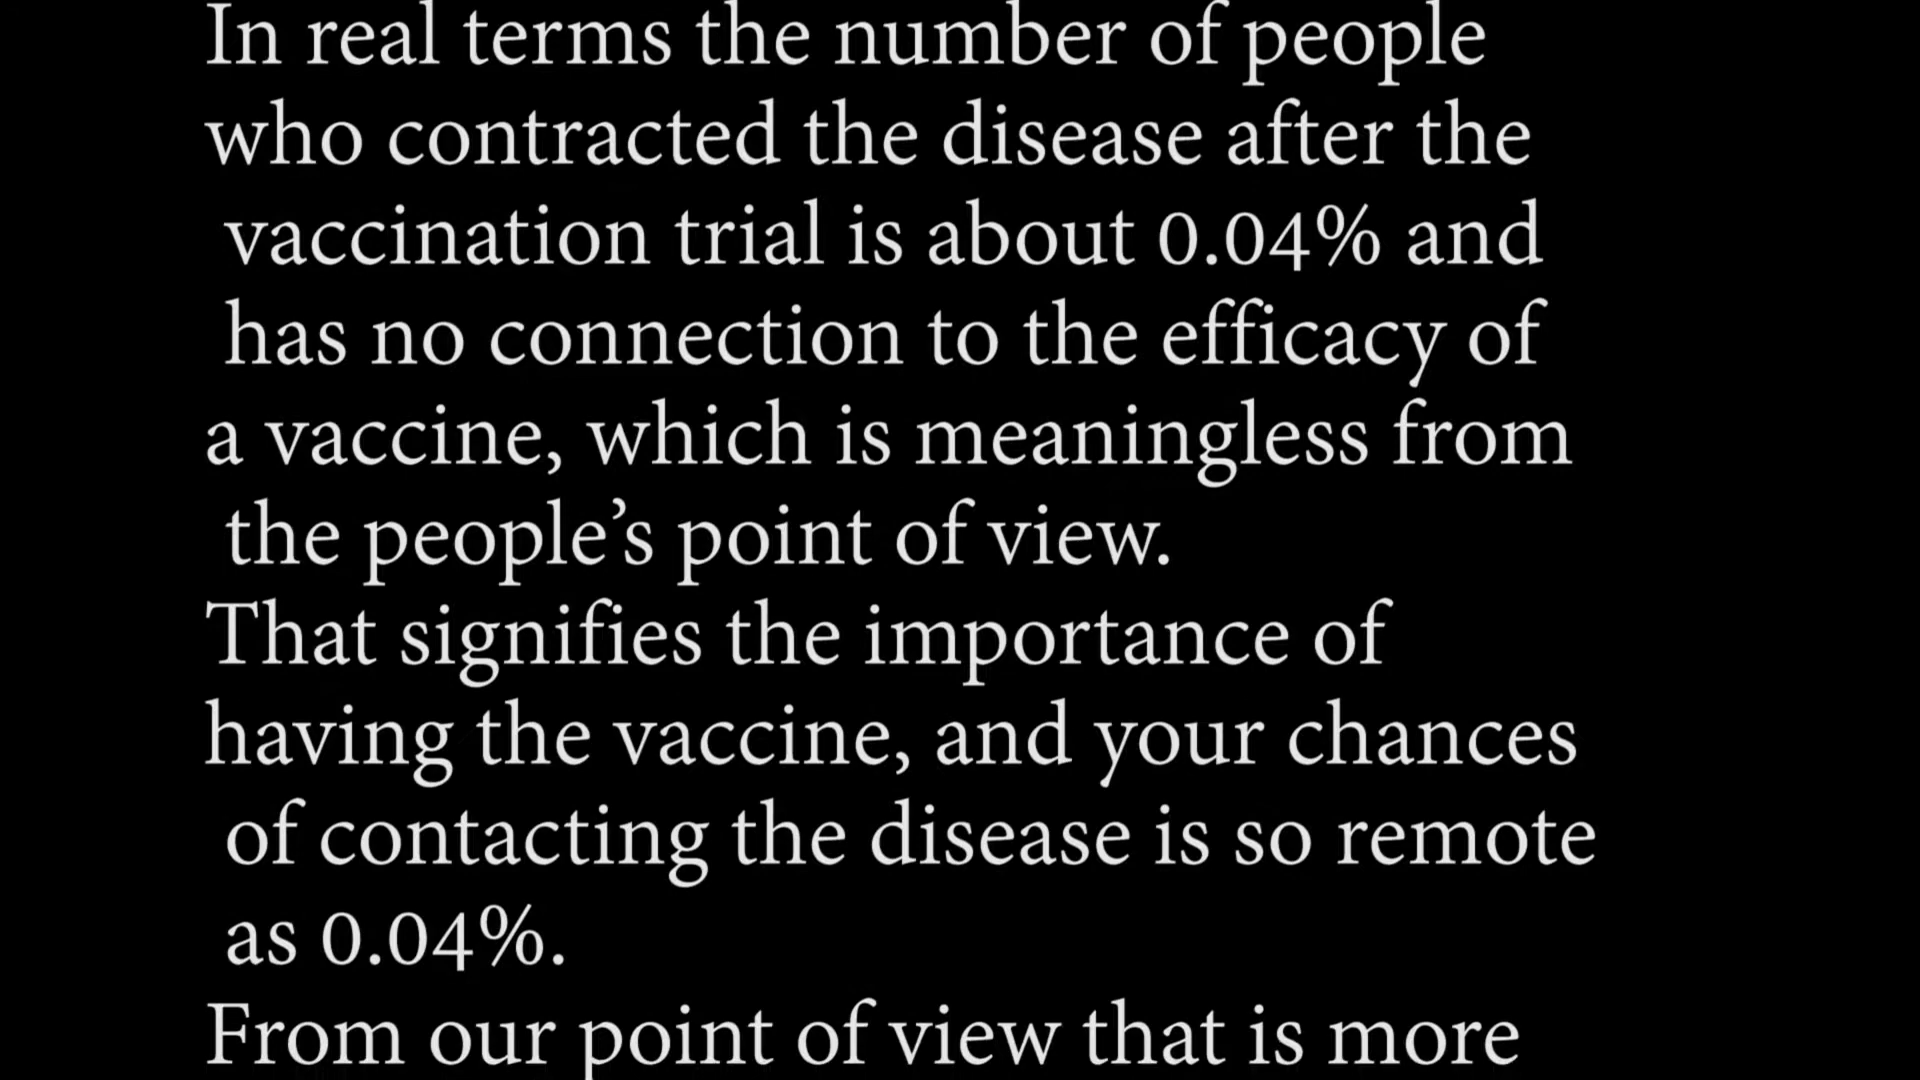 In real terms the number of people
who contracted the disease after the
vaccination trial is about 0.04% and
has no connection to the efficacy of
a vaccine, which is meaningless from
the people’s point of view.
That signifies the importance of
having the vaccine, and your chances
of contacting the disease is so remote
as 0.04%.
From our point of view that is more